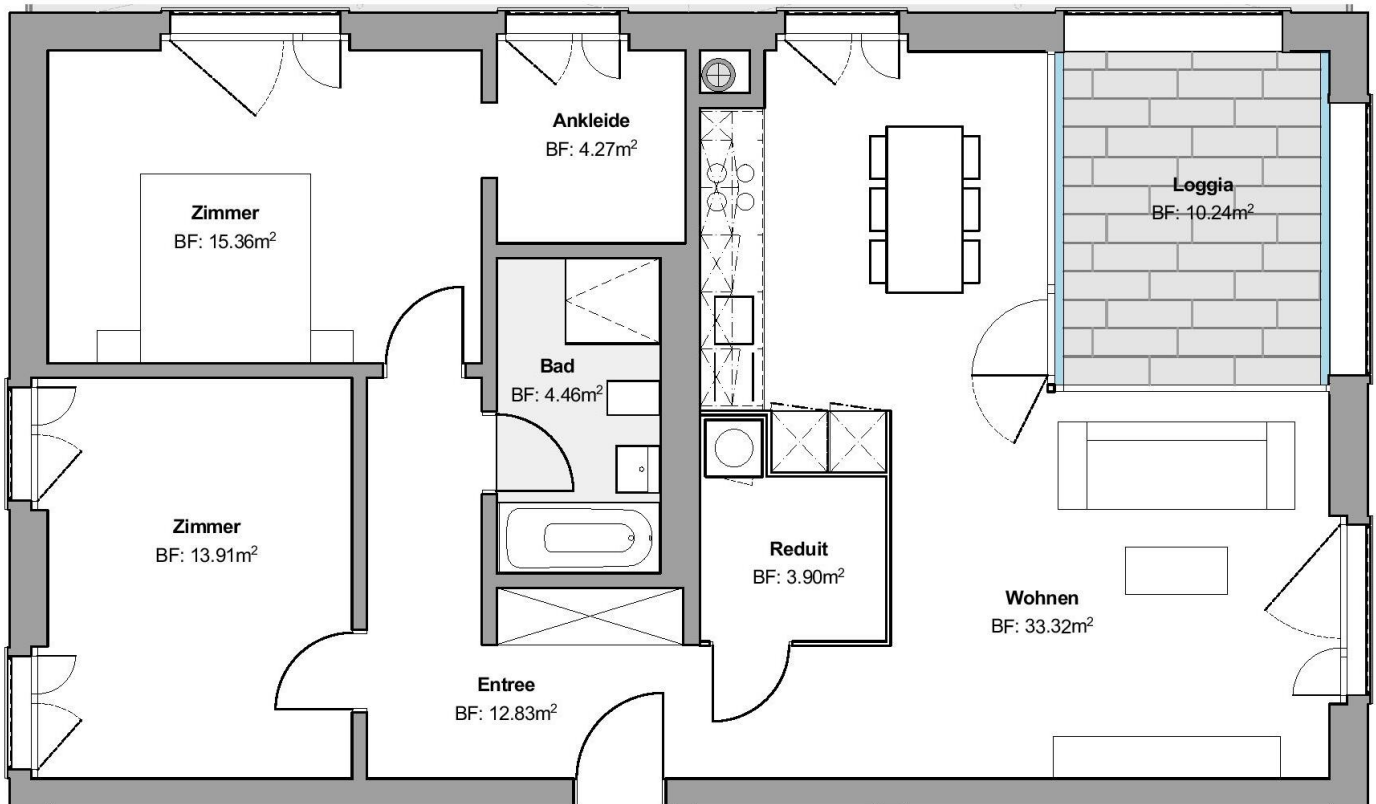 Ankleide
BF: 4.27m²
Zimmer
BF: 15.36m²
Loggia
BF: 10.24m²
Bad
BF: 4.46m²
Zimmer
BF: 13.91m²
Reduit
BF: 3.90m²
Wohnen
BF: 33.32m²
Entree
BF: 12.83m²